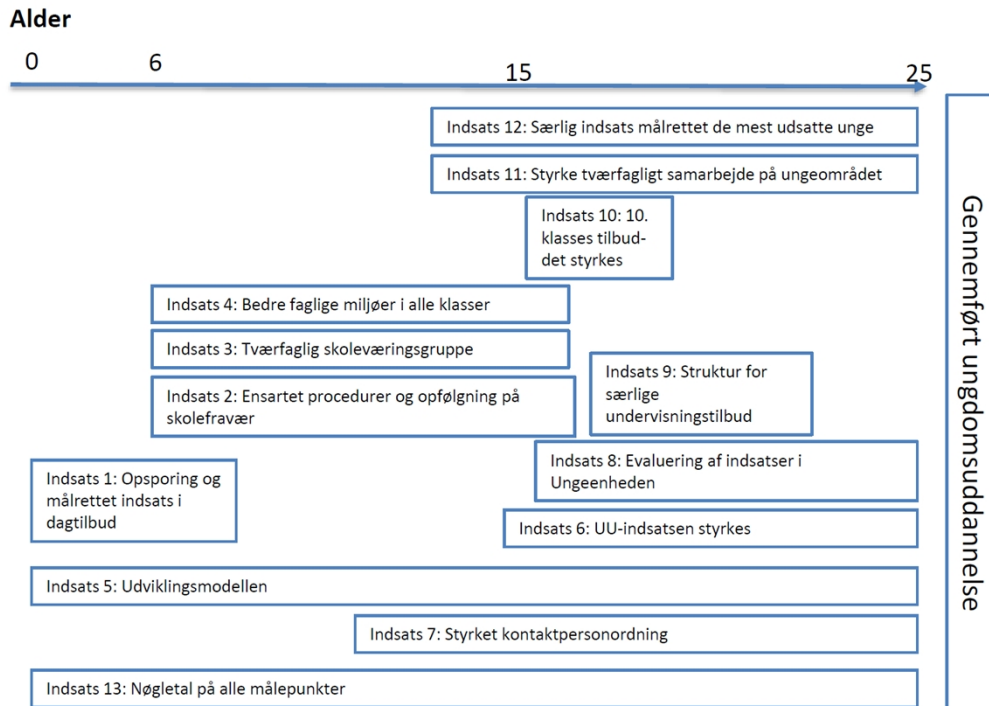 Alder
0
6
15
25
Indsats 12: Særlig indsats målrettet de mest udsatte unge
Indsats 11: Styrke tværfagligt samarbejde på ungeområdet
Indsats 10: 10.
klasses tilbud-
det styrkes
Indsats 4: Bedre faglige miljøer i alle klasser
Indsats 3: Tværfaglig skoleværingsgruppe
Indsats 9: Struktur for
særlige
undervisningstilbud
Indsats 2: Ensartet procedurer og opfølgning på
skolefravær
Indsats 8: Evaluering af indsatser i
Ungeenheden
Indsats 1: Opsporing og
målrettet indsats i
dagtilbud
Indsats 6: UU-indsatsen styrkes
Indsats 5: Udviklingsmodellen
Indsats 7: Styrket kontaktpersonordning
Indsats 13: Nøgletal på alle målepunkter
Gennemført ungdomsuddannelse